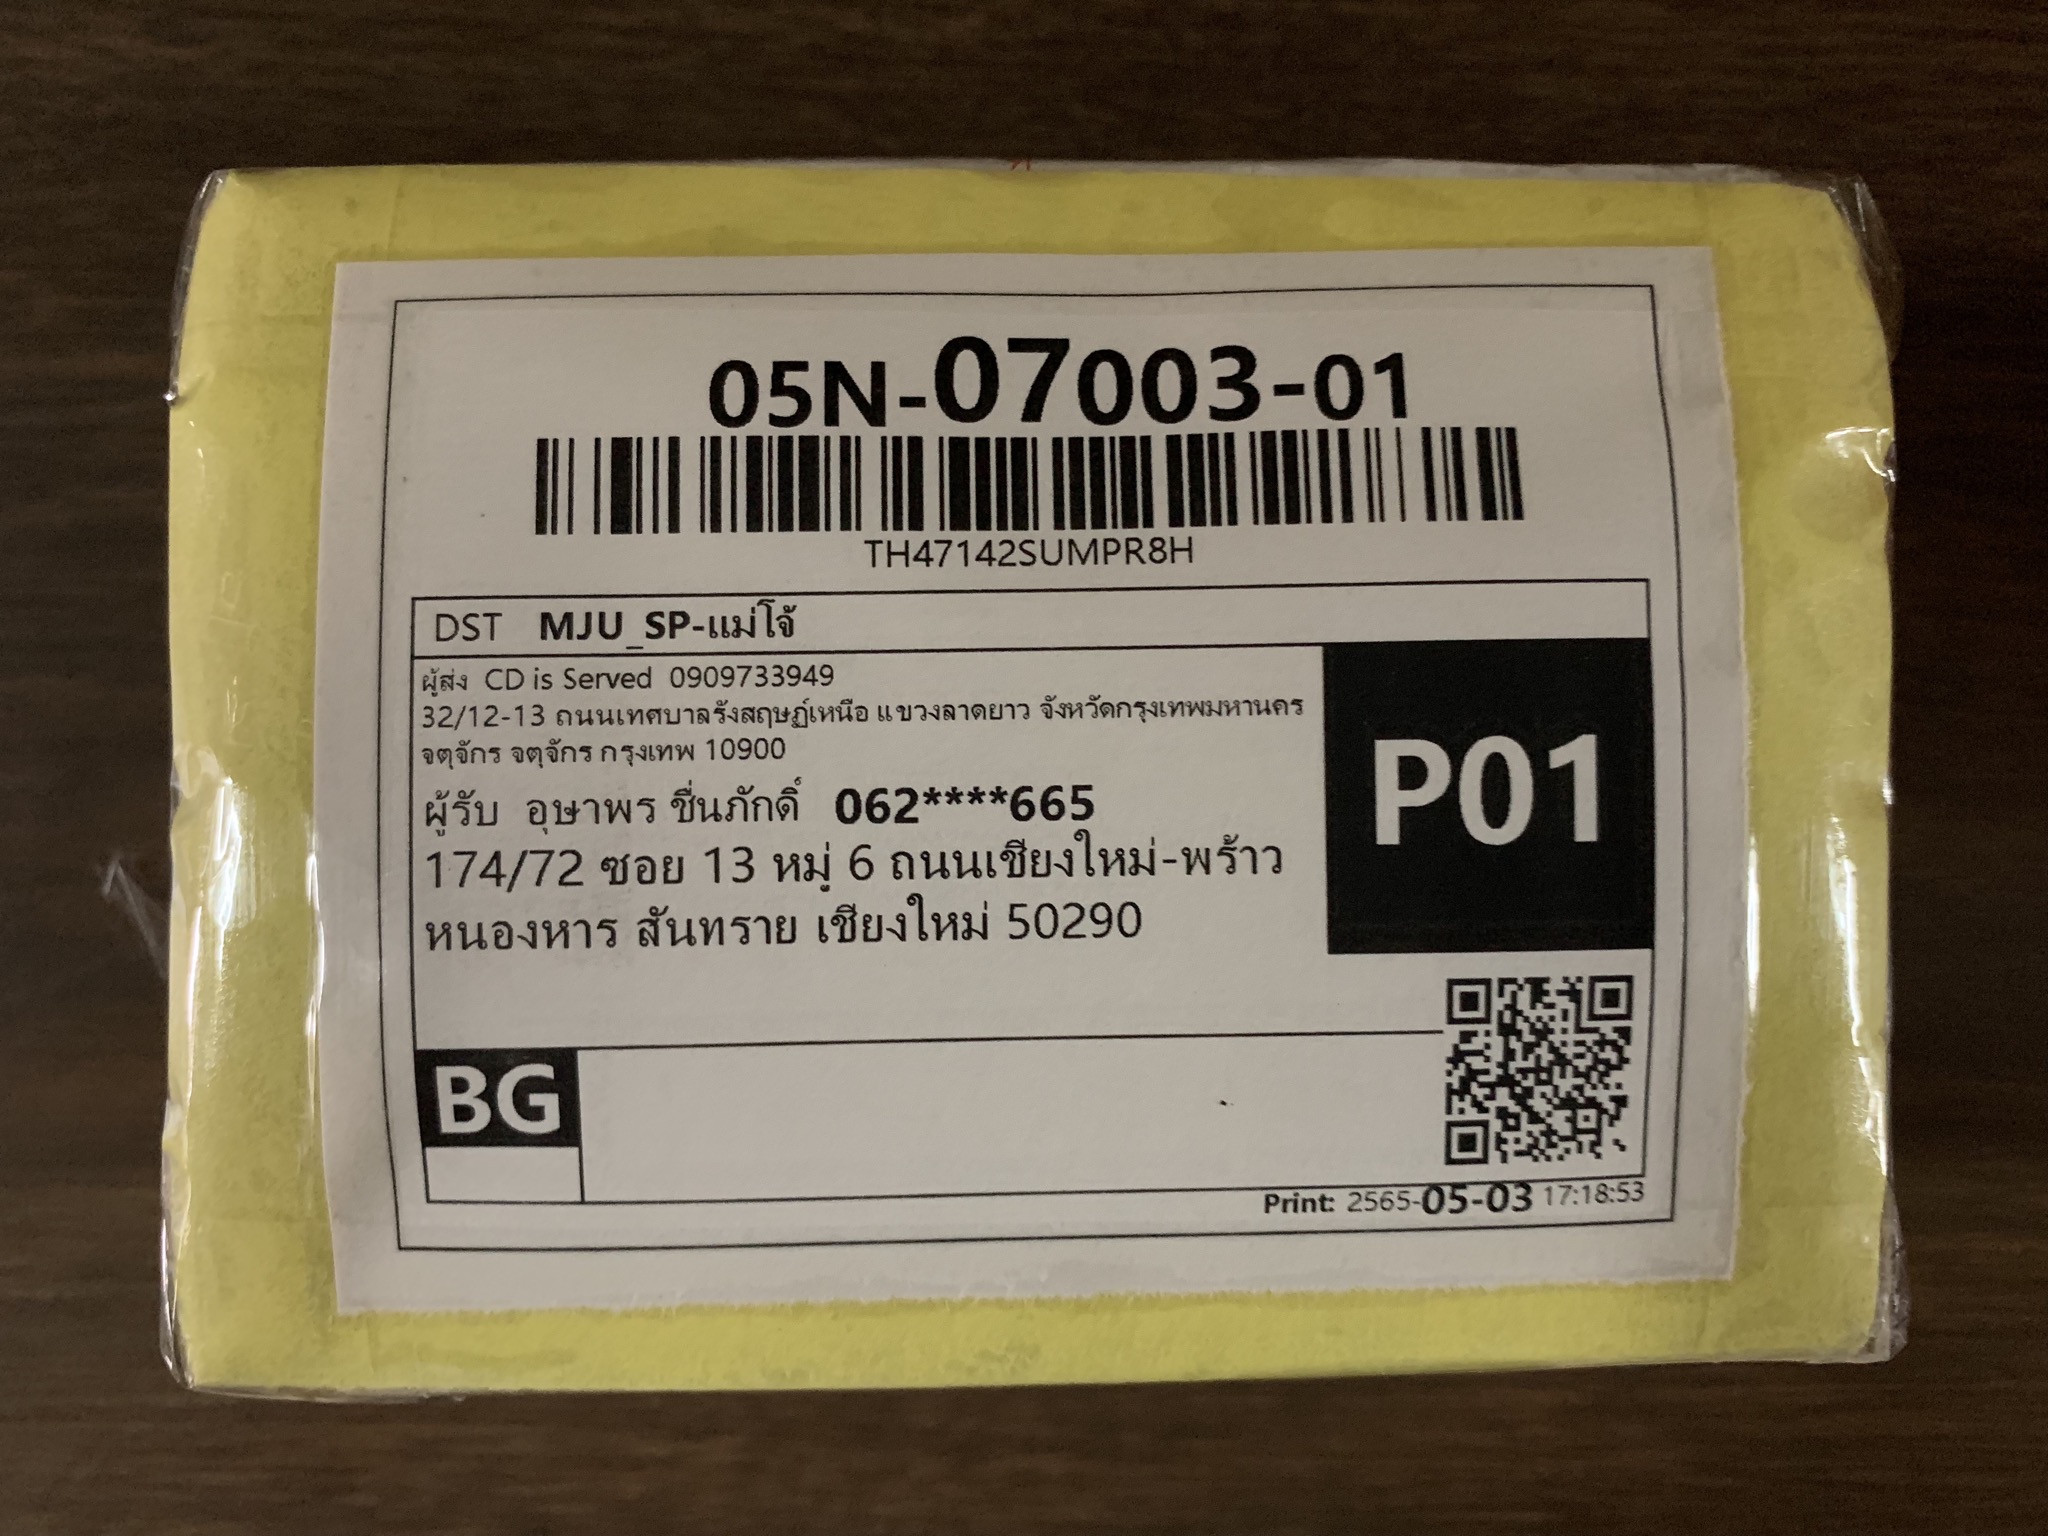 05N-07003-01
TH47142SUMPR8H
DST MJU_SP-แม่โจ้
ผู้ส่ง CD is Served 0909733949
32/12-13 ถนนเทศบาลรังสฤษฏ์เหนือ แขวงลาดยาว จังหวัดกรุงเทพมหานคร
จตุจักร จตุจักร กรุงเทพ 10900
P01
ผู้รับ อุษาพร ชื่นภักดิ์ 062****665
174/72 ซอย 13 หมู่ 6 ถนนเชียงใหม่-พร้าว
หนองหาร สันทราย เชียงใหม่ 50290
BG
Print: 2565-05-03 17:18:53